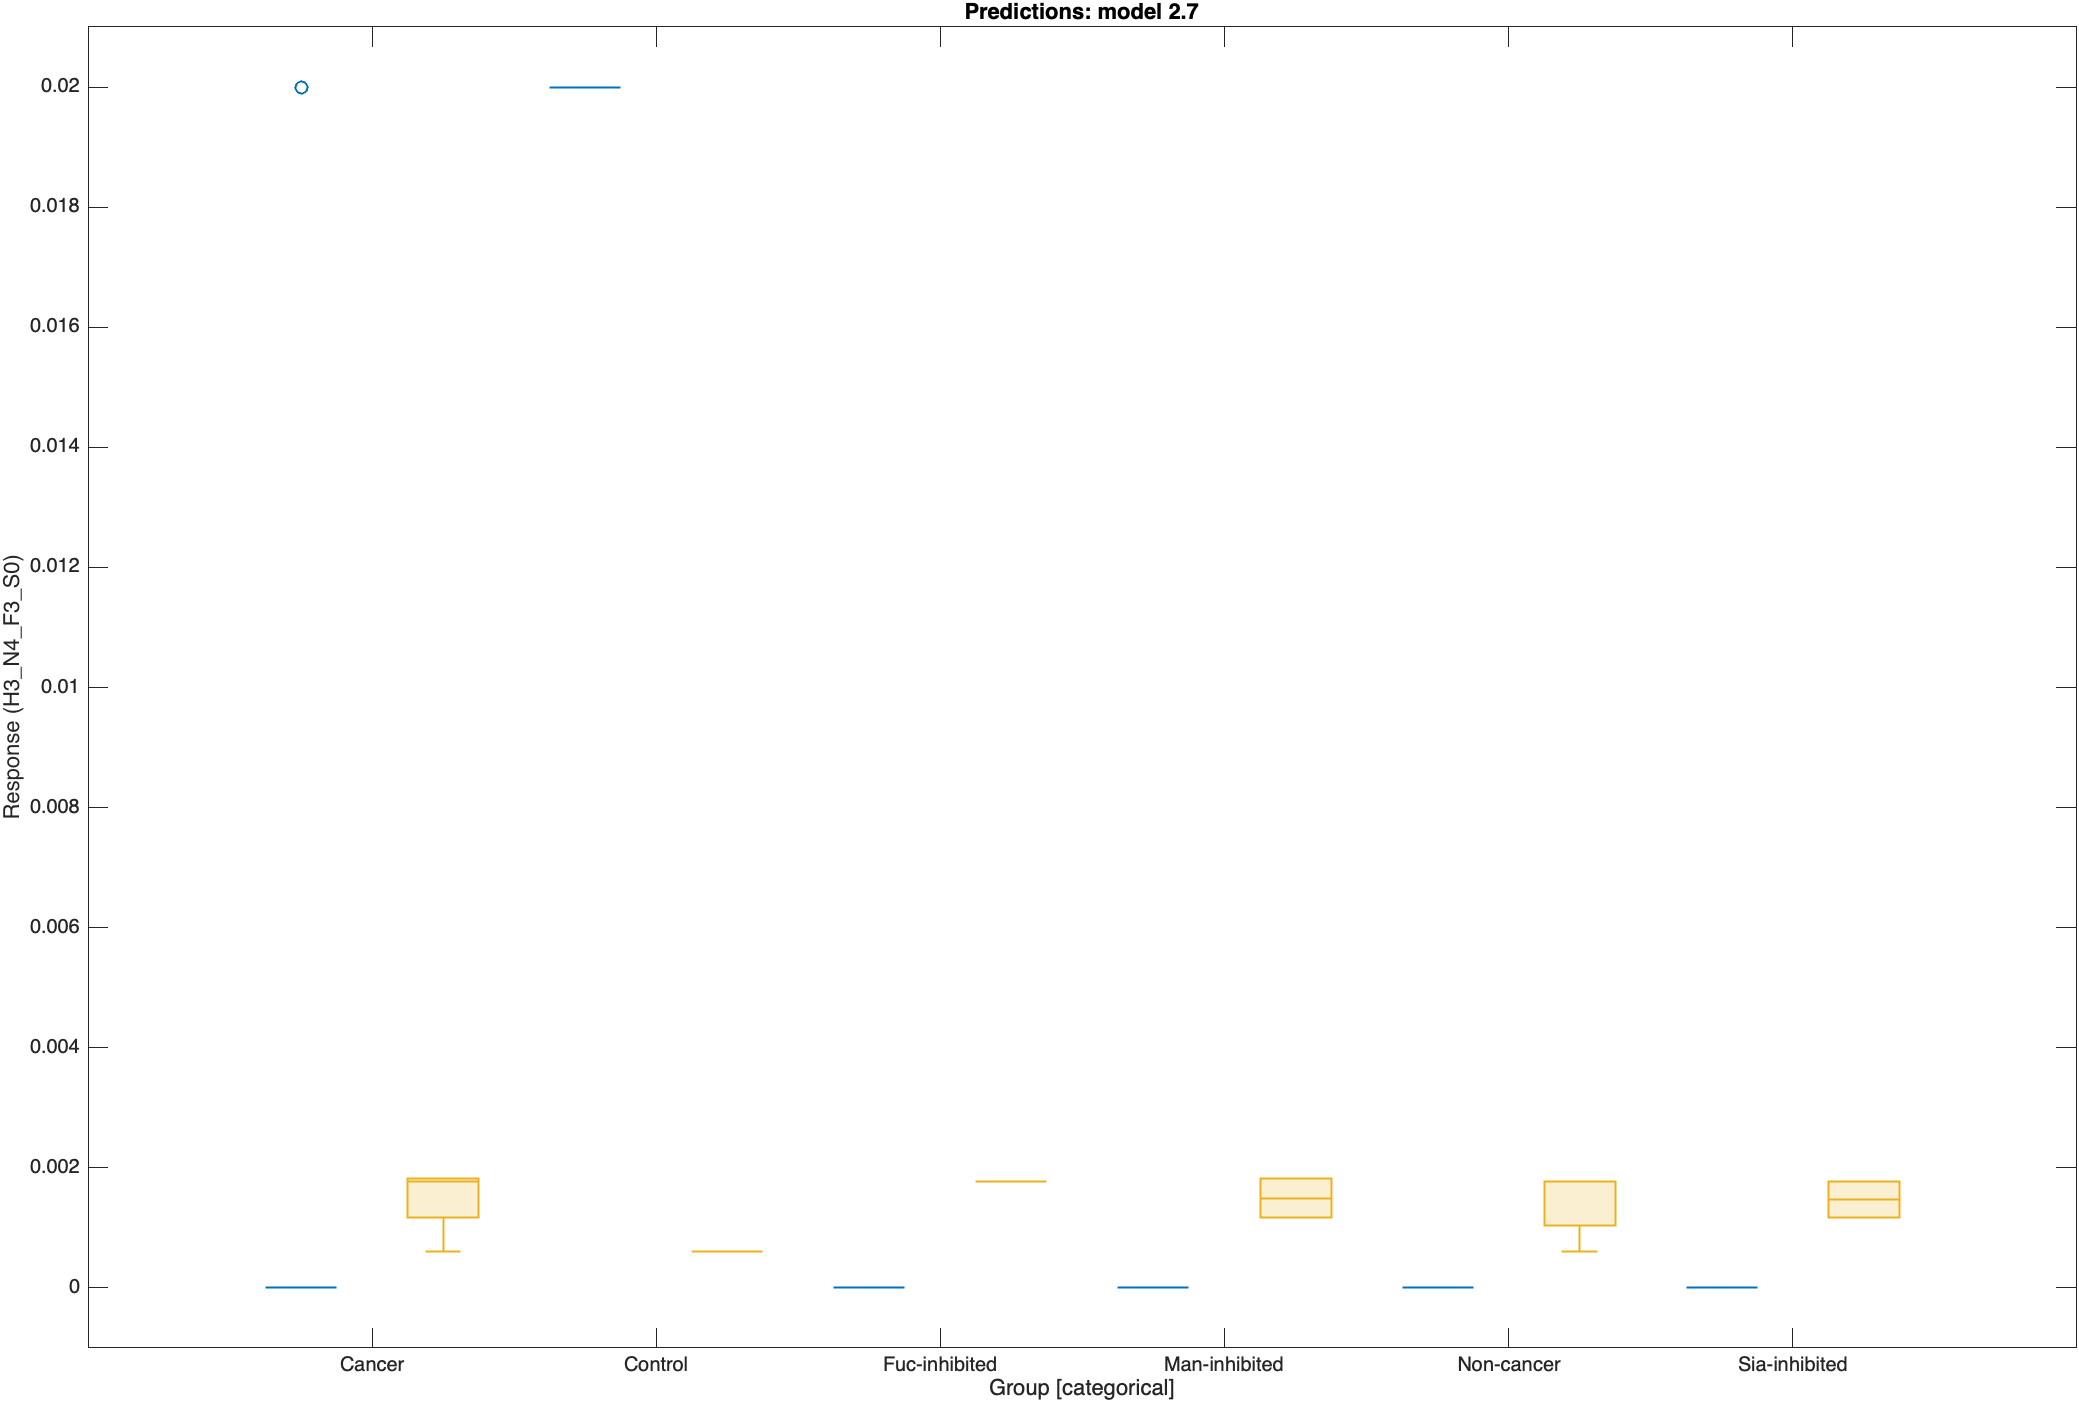 Predictions: model 2.7
Response (H3_N4_F3_S0)
0.02
0.018
0.016
0.014
0.012
0.01
0.008
0.006
0.004
0.002
0
Cancer Control Fuc-inhibited Man-inhibited Non-cancer Sia-inhibited
Group [categorical]